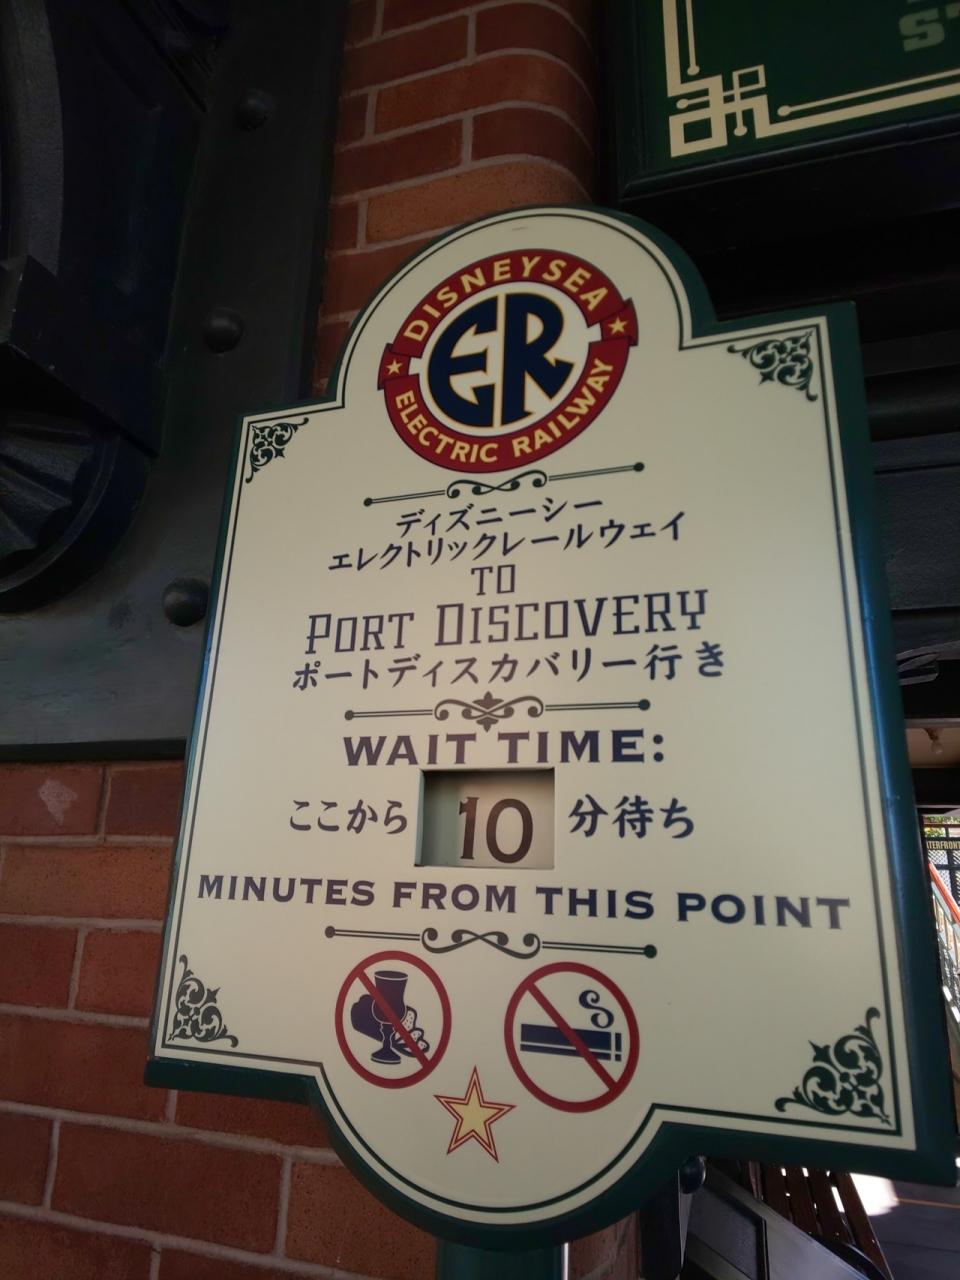 DISNEYSEA
ER
ELECTRIC RAILWAY
ディズニーシー
エレクトリックレールウェイ
TO
PORT DISCOVERY
ポートディスカバリー行き
WAIT TIME:
ここから 10 分待ち
MINUTES FROM THIS POINT